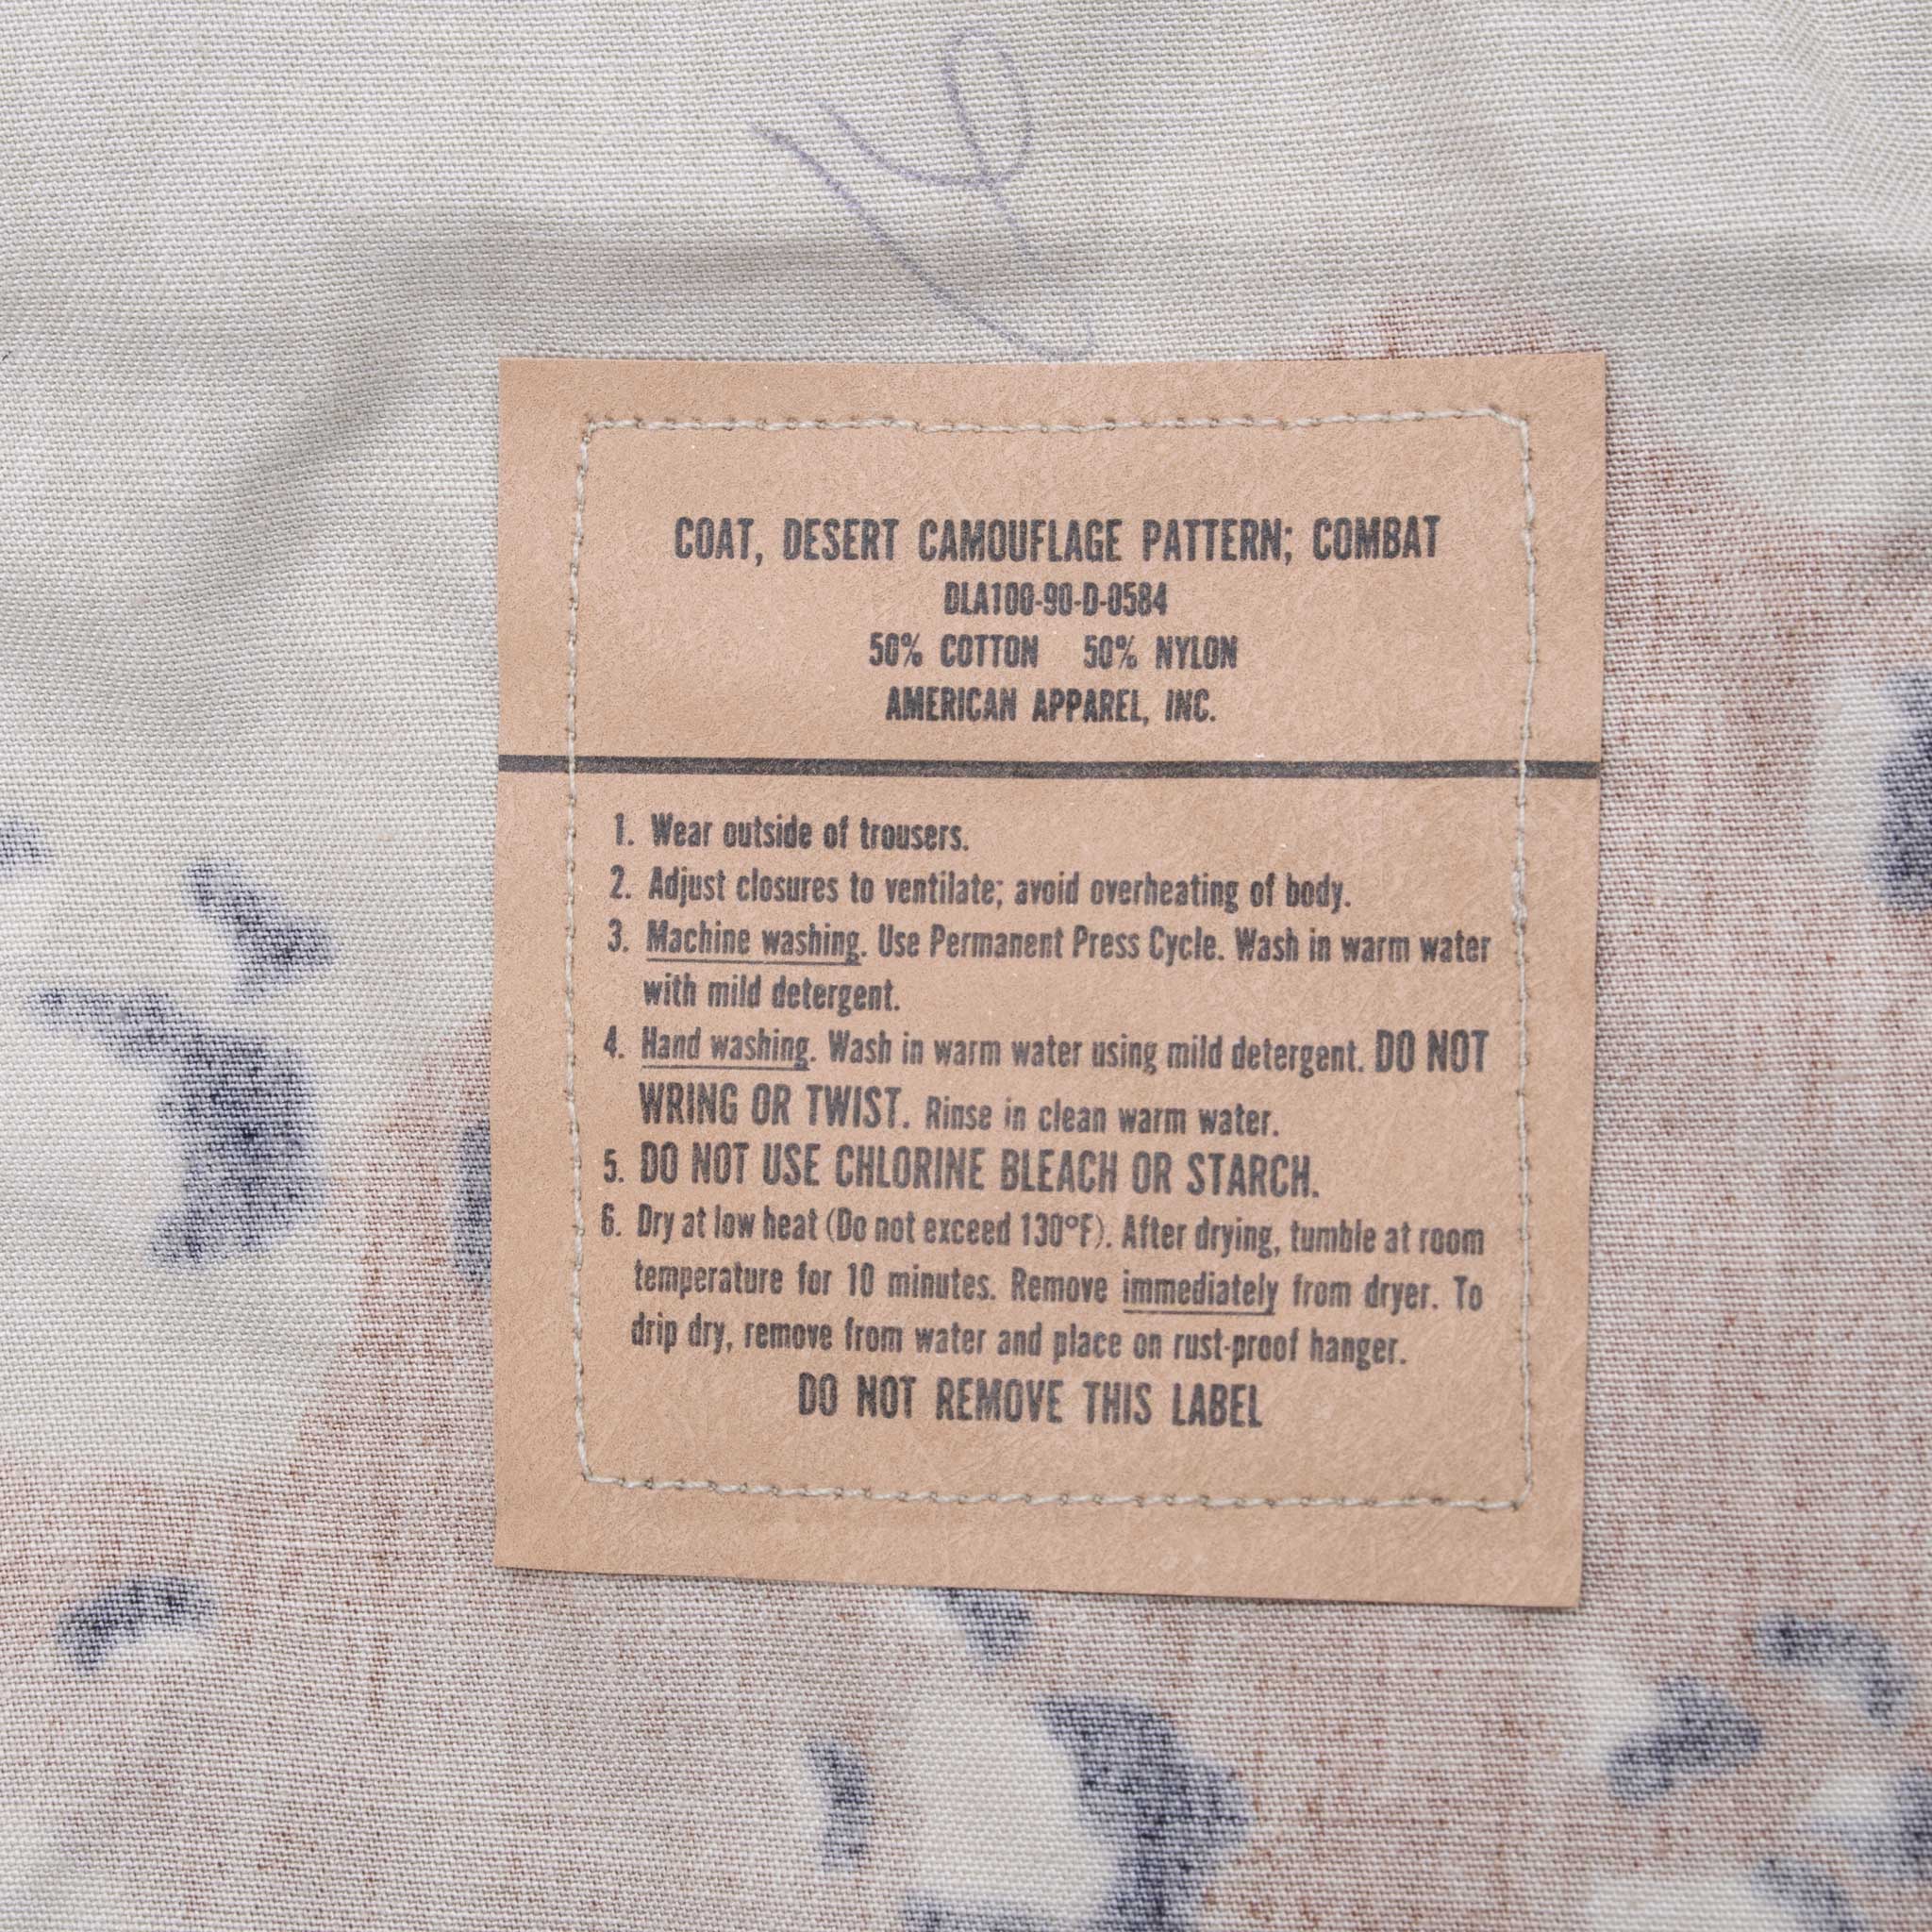 COAT, DESERT CAMOUFLAGE PATTERN; COMBAT
DLA100-90-D-0584
50% COTTON 50% NYLON
AMERICAN APPAREL, INC.
1. Wear outside of trousers.
2. Adjust closures to ventilate; avoid overheating of body.
3. Machine washing. Use Permanent Press Cycle. Wash in warm water
with mild detergent.
4. Hand washing. Wash in warm water using mild detergent. DO NOT
WRING OR TWIST. Rinse in clean warm water.
5. DO NOT USE CHLORINE BLEACH OR STARCH.
6. Dry at low heat (Do not exceed 130°F). After drying, tumble at room
temperature for 10 minutes. Remove immediately from dryer. To
drip dry, remove from water and place on rust-proof hanger.
DO NOT REMOVE THIS LABEL